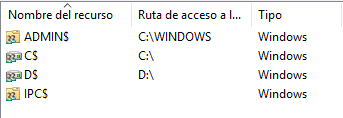 Nombre del recurso Ruta de acceso a l... Tipo
ADMIN$ C:\WINDOWS Windows
C$ C:\ Windows
D$ D:\ Windows
IPC$ Windows